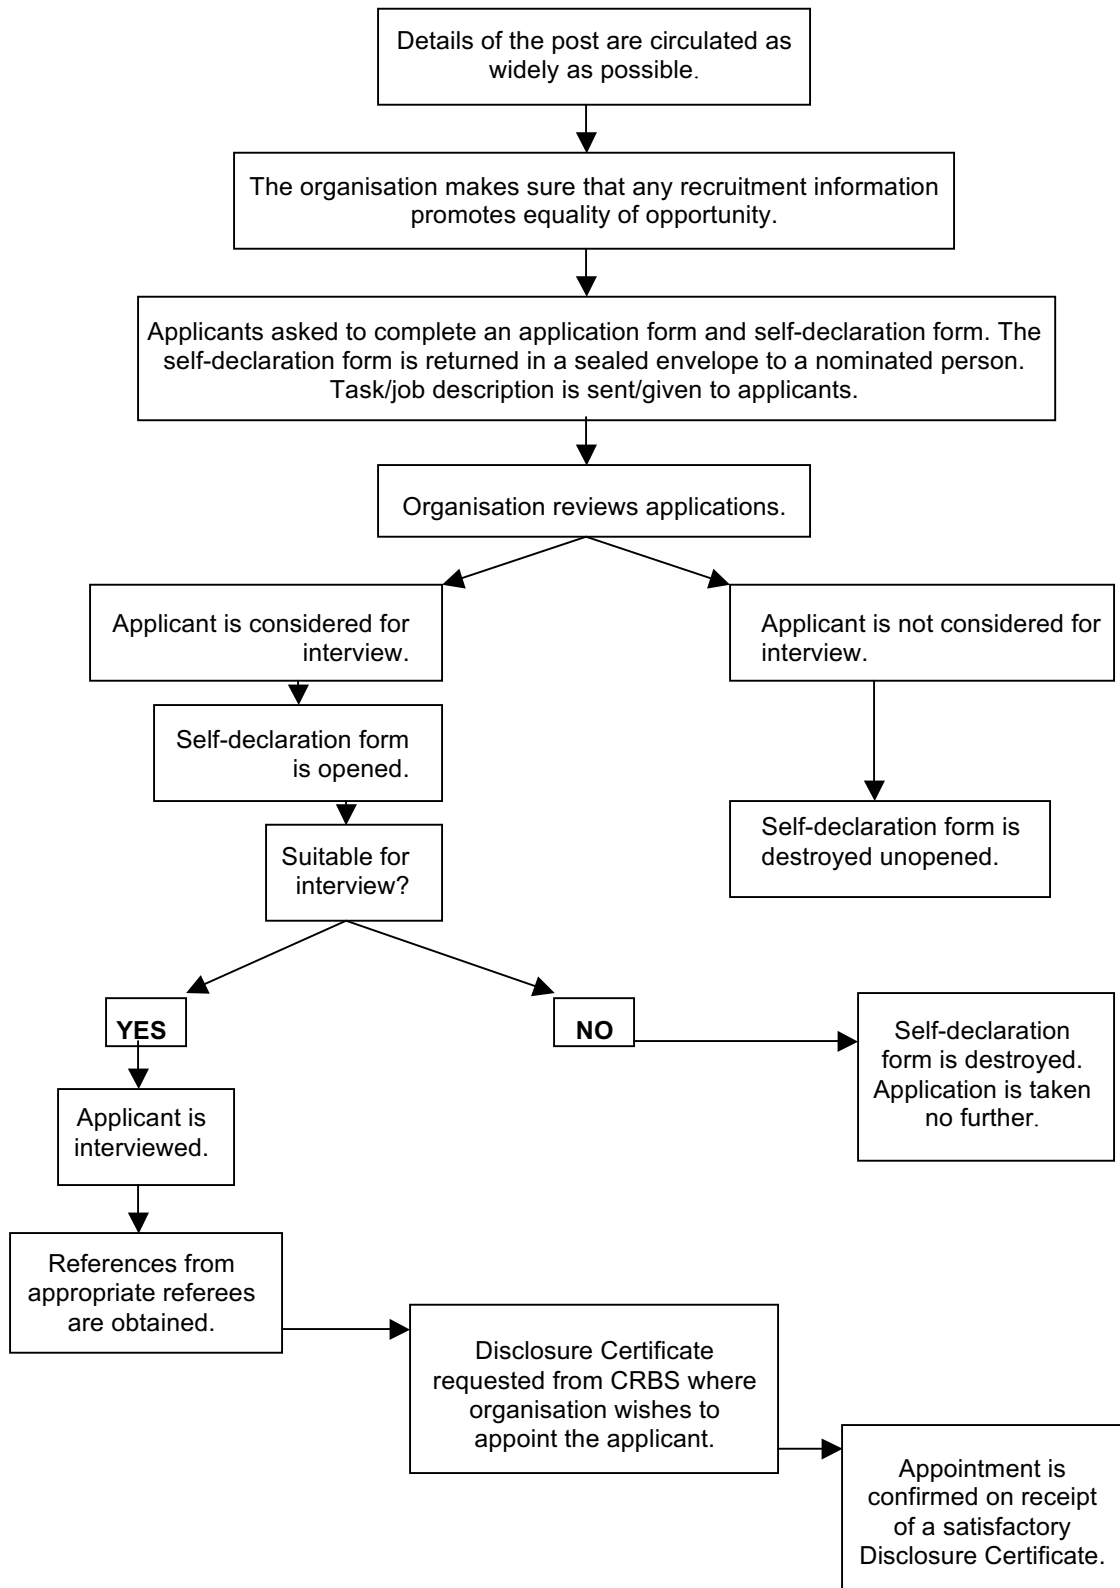 Details of the post are circulated as
widely as possible.
The organisation makes sure that any recruitment information
promotes equality of opportunity.
Applicants asked to complete an application form and self-declaration form. The
self-declaration form is returned in a sealed envelope to a nominated person.
Task/job description is sent/given to applicants.
Organisation reviews applications.
Applicant is considered for
interview.
Applicant is not considered for
interview.
Self-declaration form
is opened.
Self-declaration form is
destroyed unopened.
Suitable for
interview?
YES
NO
Self-declaration
form is destroyed.
Application is taken
no further.
Applicant is
interviewed.
References from
appropriate referees
are obtained.
Disclosure Certificate
requested from CRBS where
organisation wishes to
appoint the applicant.
Appointment is
confirmed on receipt
of a satisfactory
Disclosure Certificate.